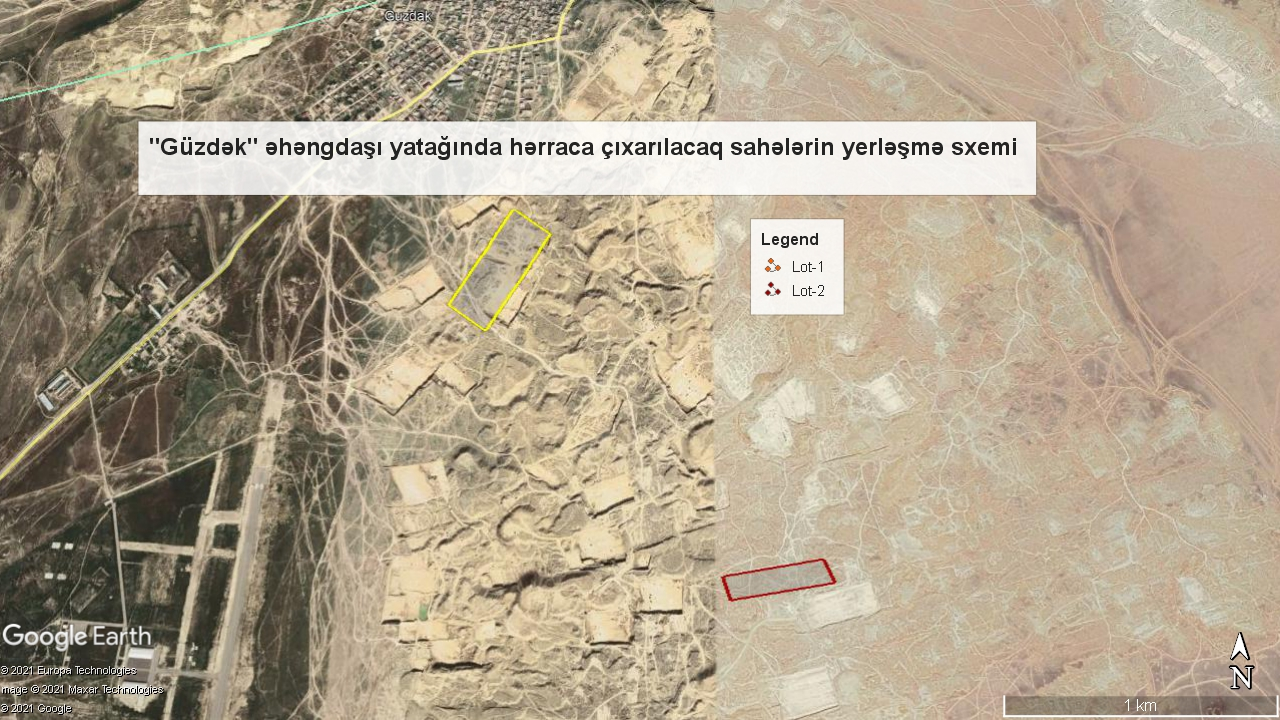 Güzdak
"Güzdək" əhəngdaşı yatağında hərraca çıxarılacaq sahələrin yerləşmə sxemi
Legend
Lot-1
Lot-2
Google Earth
© 2021 Europa Technologies
mage © 2021 Maxar Technologies
© 2021 Google
N
1 km